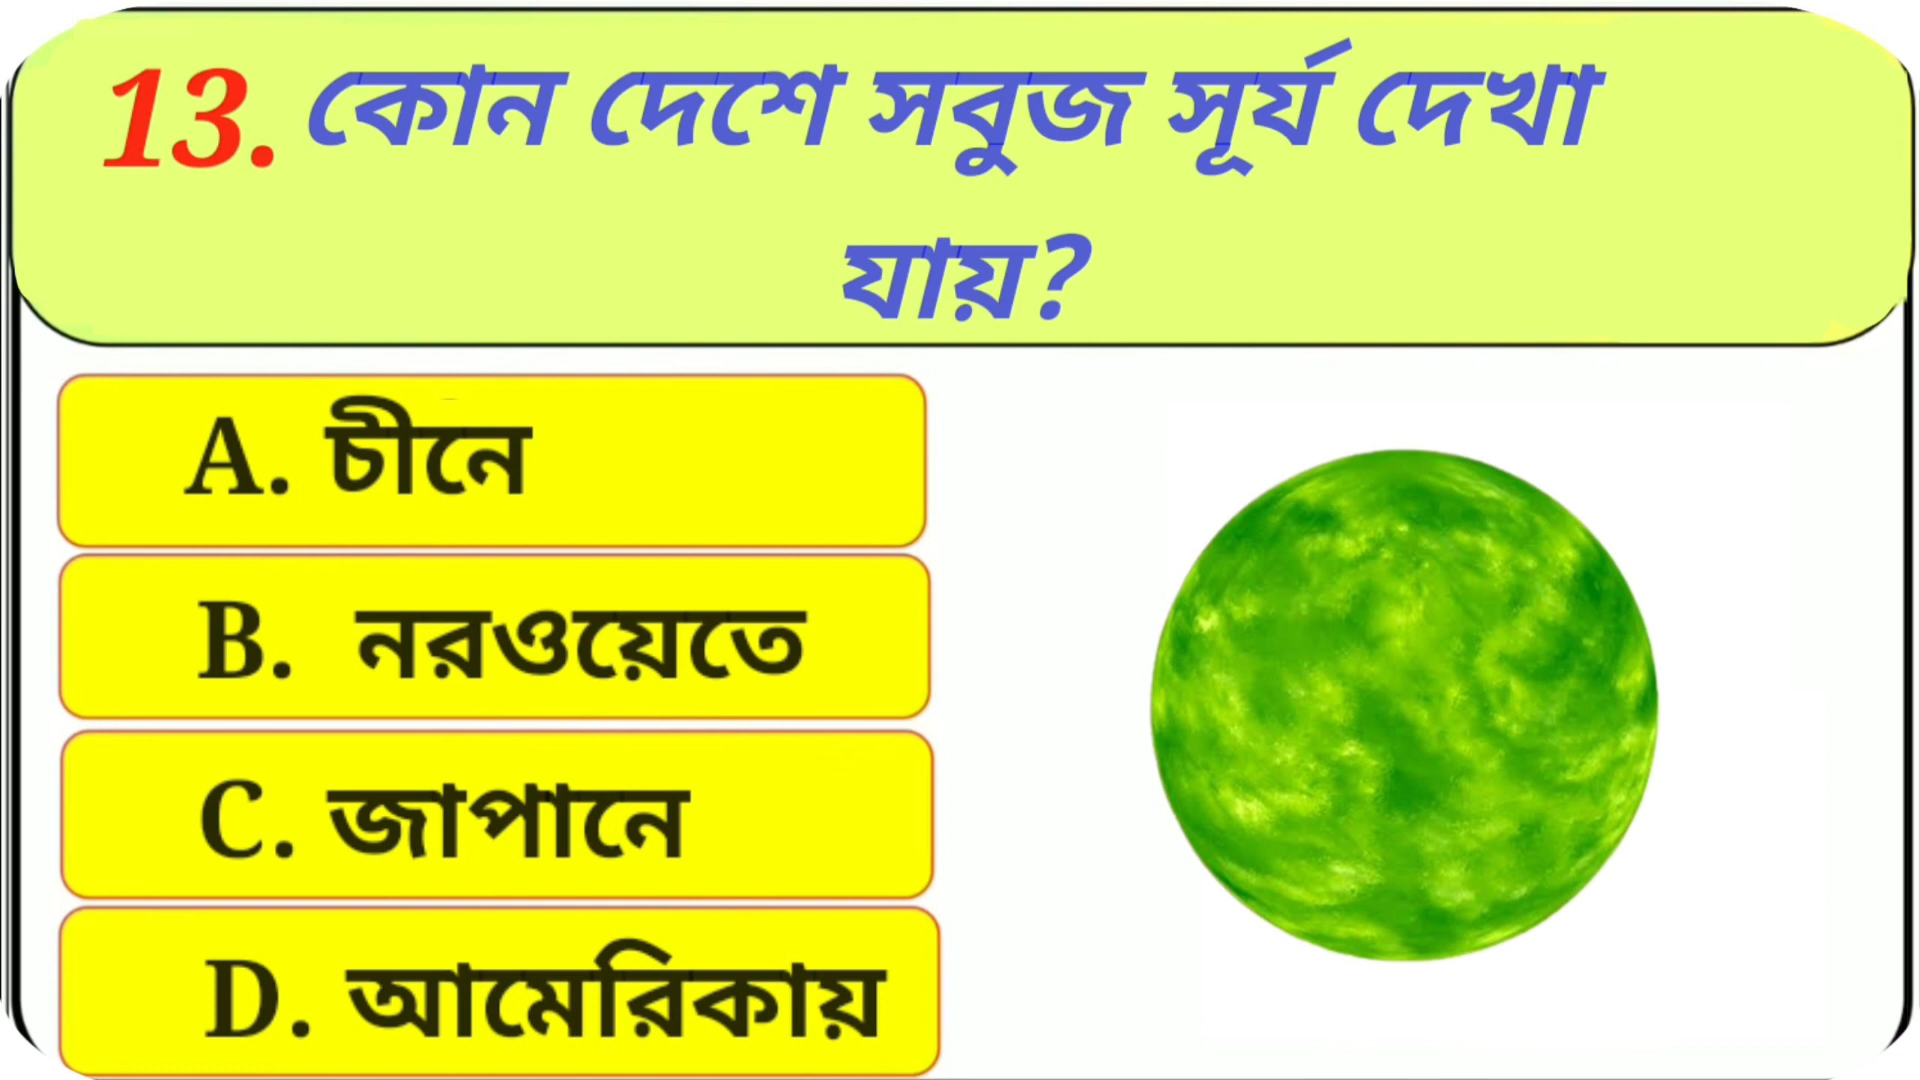 13. কোন দেশে সবুজ সূর্য দেখা
যায়?
A. চীনে
B. নরওয়েতে
C. জাপানে
D. আমেরিকায়